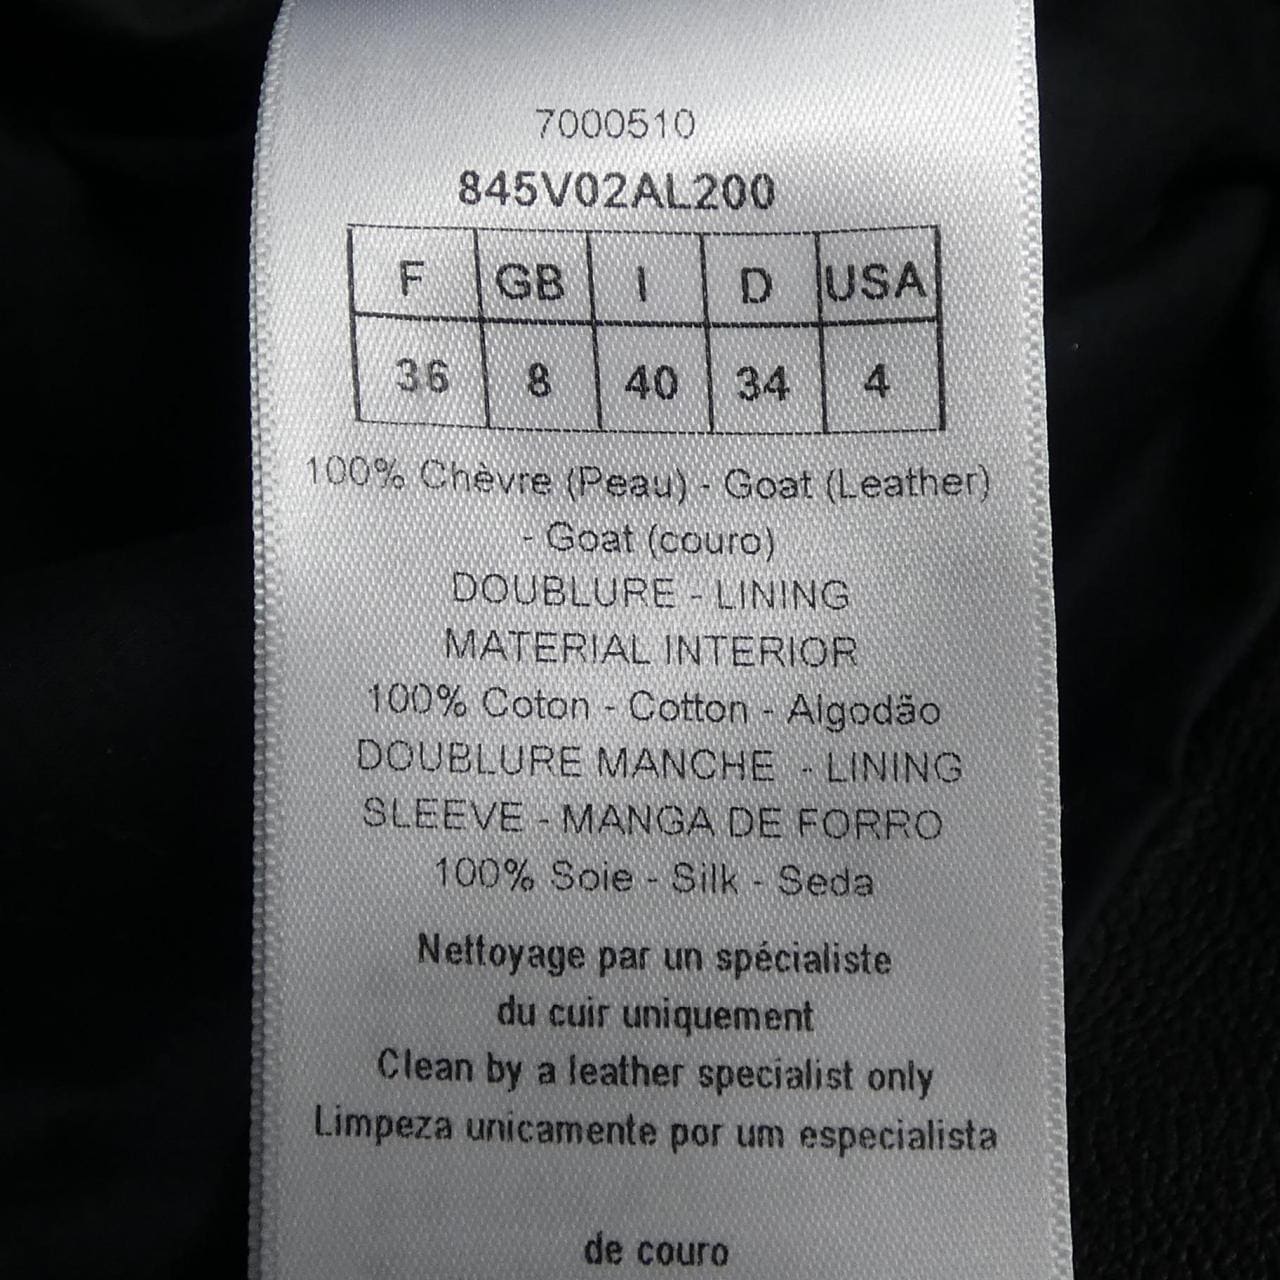 7000510
845V02AL200
F GB I D USA
36 8 40 34 4
100% Chèvre (Peau) - Goat (Leather)
- Goat (couro)
DOUBLURE - LINING
MATERIAL INTERIOR
100% Coton - Cotton - Algodão
DOUBLURE MANCHE - LINING
SLEEVE - MANGA DE FORRO
100% Soie - Silk - Seda
Nettoyage par un spécialiste
du cuir uniquement
Clean by a leather specialist only
Limpeza unicamente por um especialista
de couro